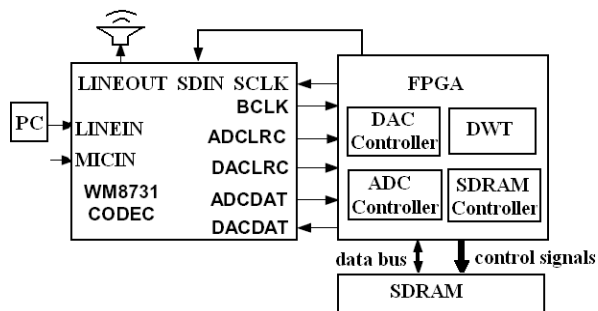 LINEOUT SDIN SCLK
FPGA
BCLK
PC
LINEIN
ADCLRC
DAC
Controller
DWT
MICIN
DACLRC
WM8731
CODEC
ADCDAT
ADC
Controller
SDRAM
Controller
DACDAT
data bus
control signals
SDRAM